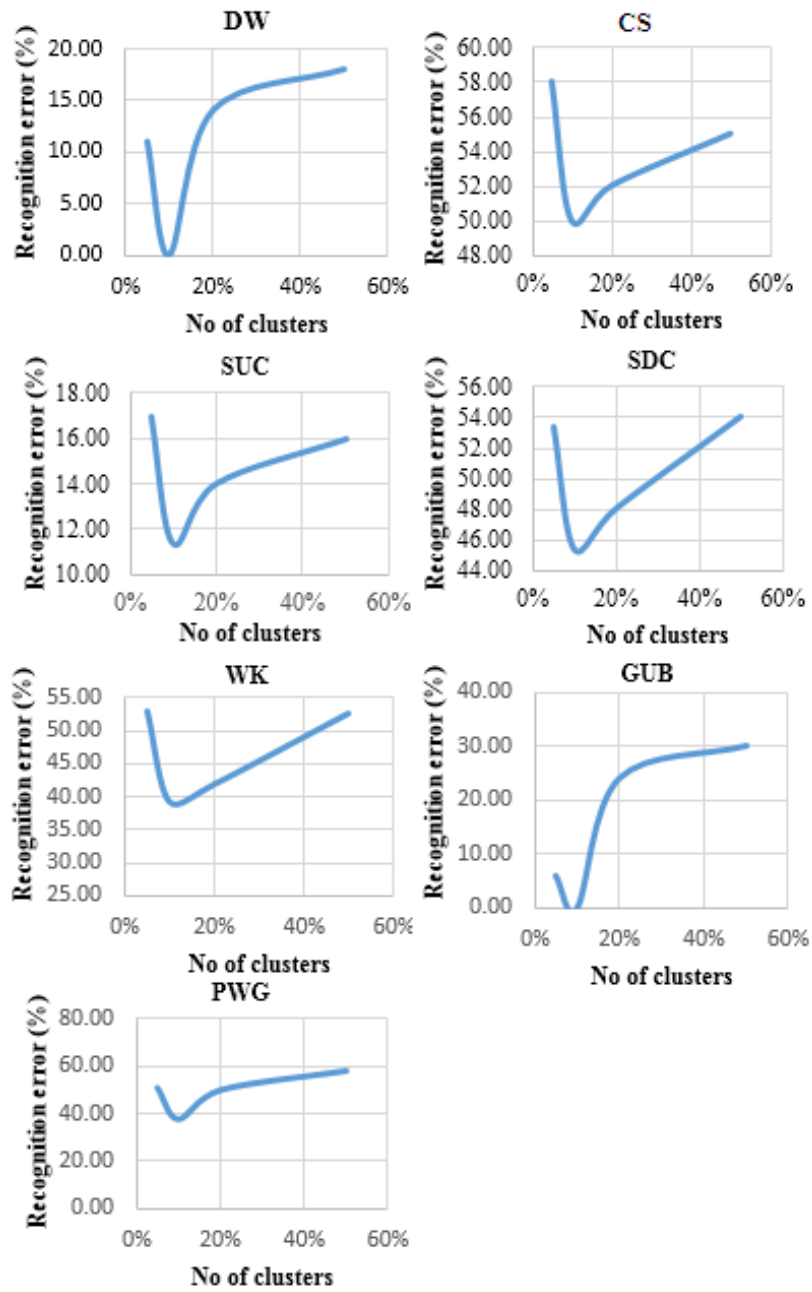 DW
Recognition error (%)
20.00
15.00
10.00
5.00
0.00
0% 20% 40% 60%
No of clusters
CS
Recognition error (%)
60.00
58.00
56.00
54.00
52.00
50.00
48.00
0% 20% 40% 60%
No of clusters
SUC
Recognition error (%)
18.00
16.00
14.00
12.00
10.00
0% 20% 40% 60%
No of clusters
SDC
Recognition error (%)
56.00
54.00
52.00
50.00
48.00
46.00
44.00
0% 20% 40% 60%
No of clusters
WK
Recognition error (%)
55.00
50.00
45.00
40.00
35.00
30.00
25.00
0% 20% 40% 60%
No of clusters
GUB
Recognition error (%)
40.00
30.00
20.00
10.00
0.00
0% 20% 40% 60%
No of clusters
PWG
Recognition error (%)
80.00
60.00
40.00
20.00
0.00
0% 20% 40% 60%
No of clusters